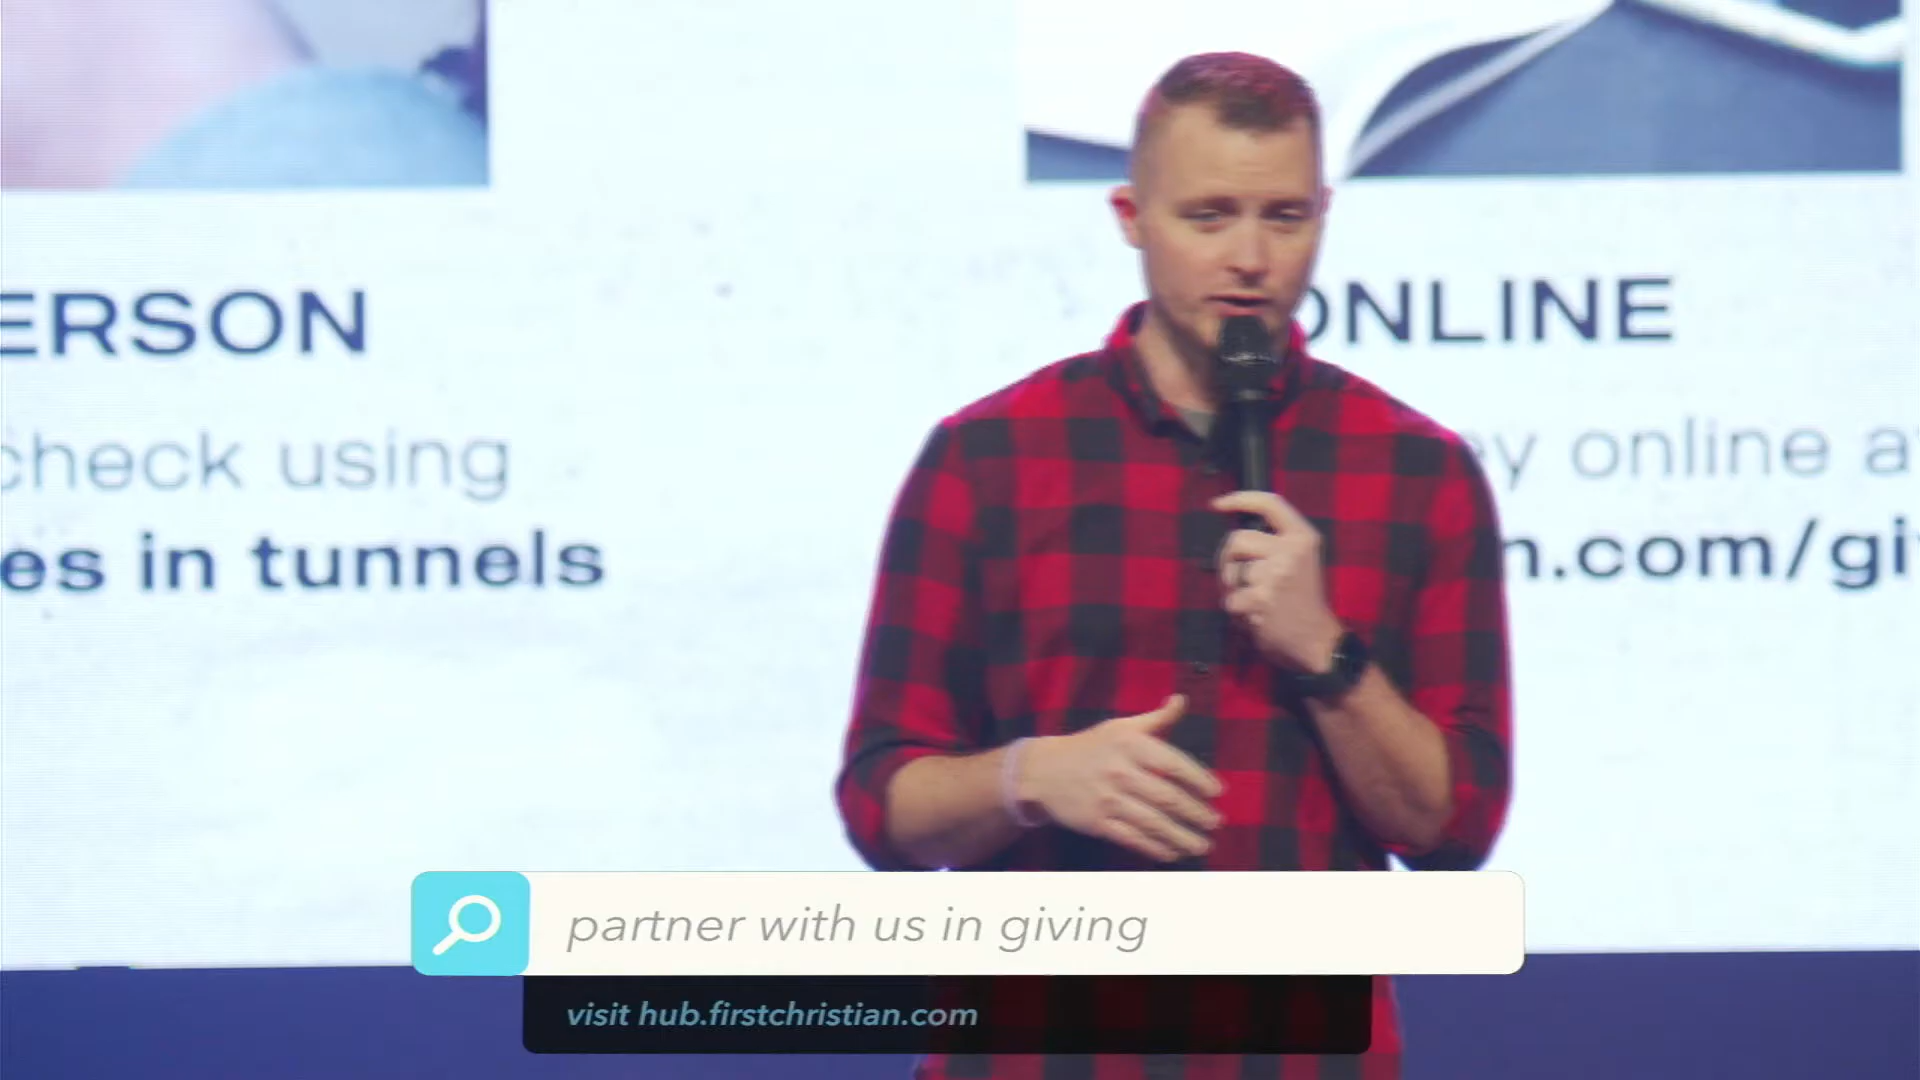 ERSON
check using
es in tunnels
ONLINE
ey online a
n.com/gi
partner with us in giving
visit hub.firstchristian.com